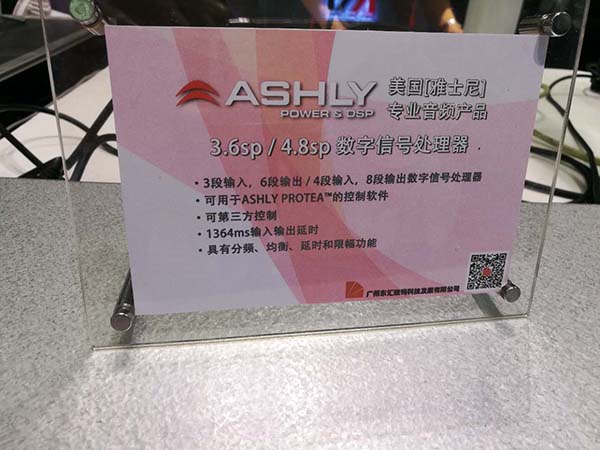 ASHLY
POWER & DSP
美国[雅士尼]
专业音频产品
3.6sp / 4.8sp 数字信号处理器
• 3段输入，6段输出 / 4段输入，8段输出数字信号处理器
• 可用于ASHLY PROTEA™的控制软件
• 可第三方控制
• 1364ms输入输出延时
• 具有分频、均衡、延时和限幅功能